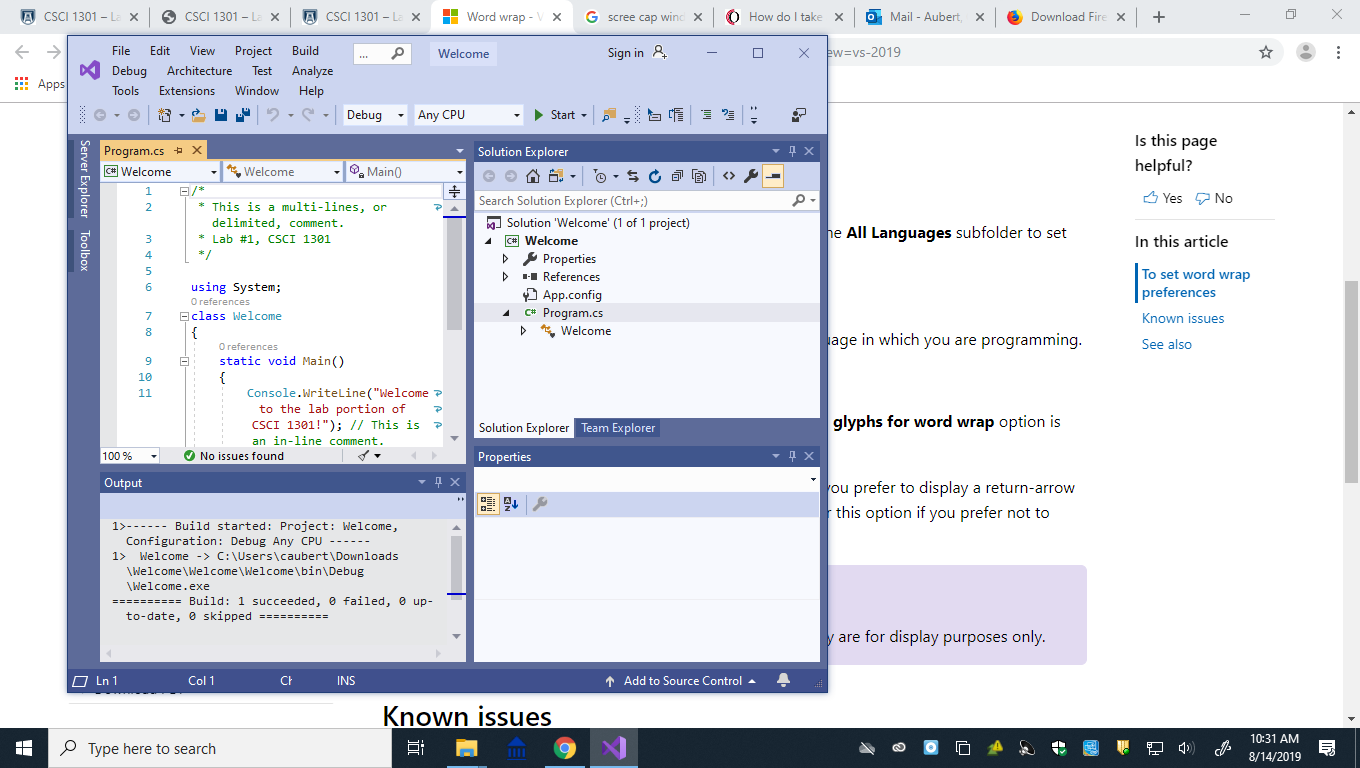 CSCI 1301 – La
CSCI 1301 – La
CSCI 1301 – La
Word wrap - V
scree cap wind
How do I take
Mail - Aubert,
Download Fire
ew=vs-2019
Apps
File Edit View Project Build
Debug Architecture Test Analyze
Tools Extensions Window Help
...
Welcome
Sign in
Debug Any CPU Start
Server Explorer
Toolbox
Program.cs
Welcome Welcome Main()
1 /*
2 * This is a multi-lines, or
delimited, comment.
3 * Lab #1, CSCI 1301
4 */
5
6 using System;
0 references
7 class Welcome
8 {
0 references
9 static void Main()
10 {
11 Console.WriteLine("Welcome
to the lab portion of
CSCI 1301!"); // This is
an in-line comment.
100 % No issues found
Output
1>------ Build started: Project: Welcome,
Configuration: Debug Any CPU ------
1> Welcome -> C:\Users\caubert\Downloads
\Welcome\Welcome\Welcome\bin\Debug
\Welcome.exe
========== Build: 1 succeeded, 0 failed, 0 up-
to-date, 0 skipped ==========
Solution Explorer
Search Solution Explorer (Ctrl+;)
Solution 'Welcome' (1 of 1 project)
C# Welcome
Properties
References
App.config
C# Program.cs
Welcome
Solution Explorer Team Explorer
Properties
Ln 1 Col 1 Ch INS Add to Source Control
he All Languages subfolder to set
uage in which you are programming.
glyphs for word wrap option is
you prefer to display a return-arrow
r this option if you prefer not to
y are for display purposes only.
Known issues
Is this page
helpful?
Yes No
In this article
To set word wrap
preferences
Known issues
See also
Type here to search
10:31 AM
8/14/2019